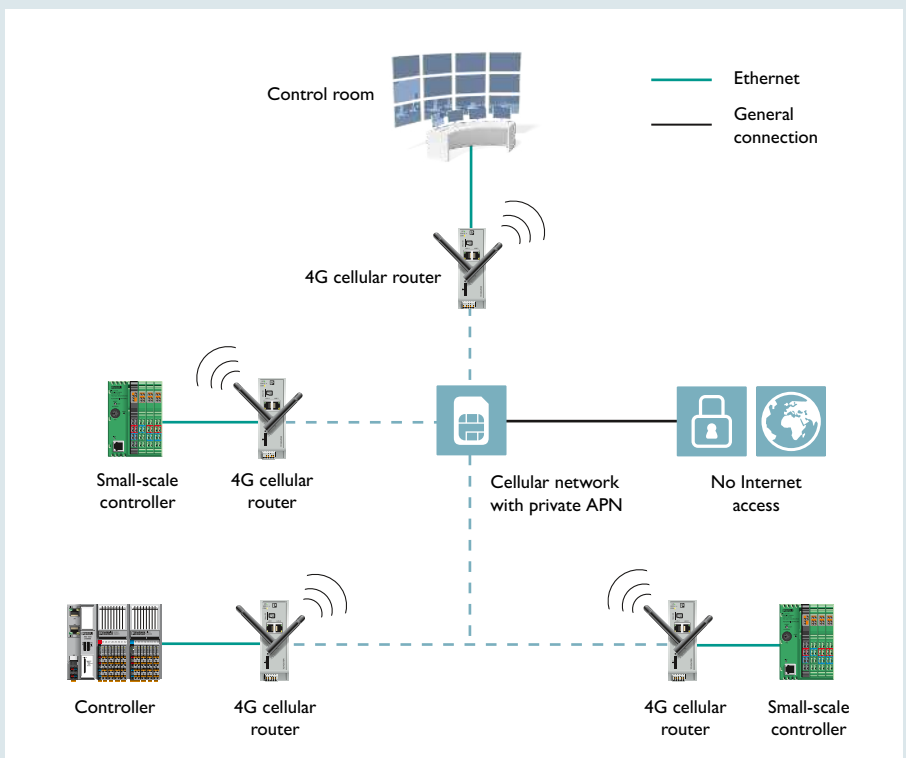 Control room
Ethernet
General
connection
4G cellular router
Small-scale
controller
4G cellular
router
Cellular network
with private APN
No Internet
access
Controller
4G cellular
router
4G cellular
router
Small-scale
controller